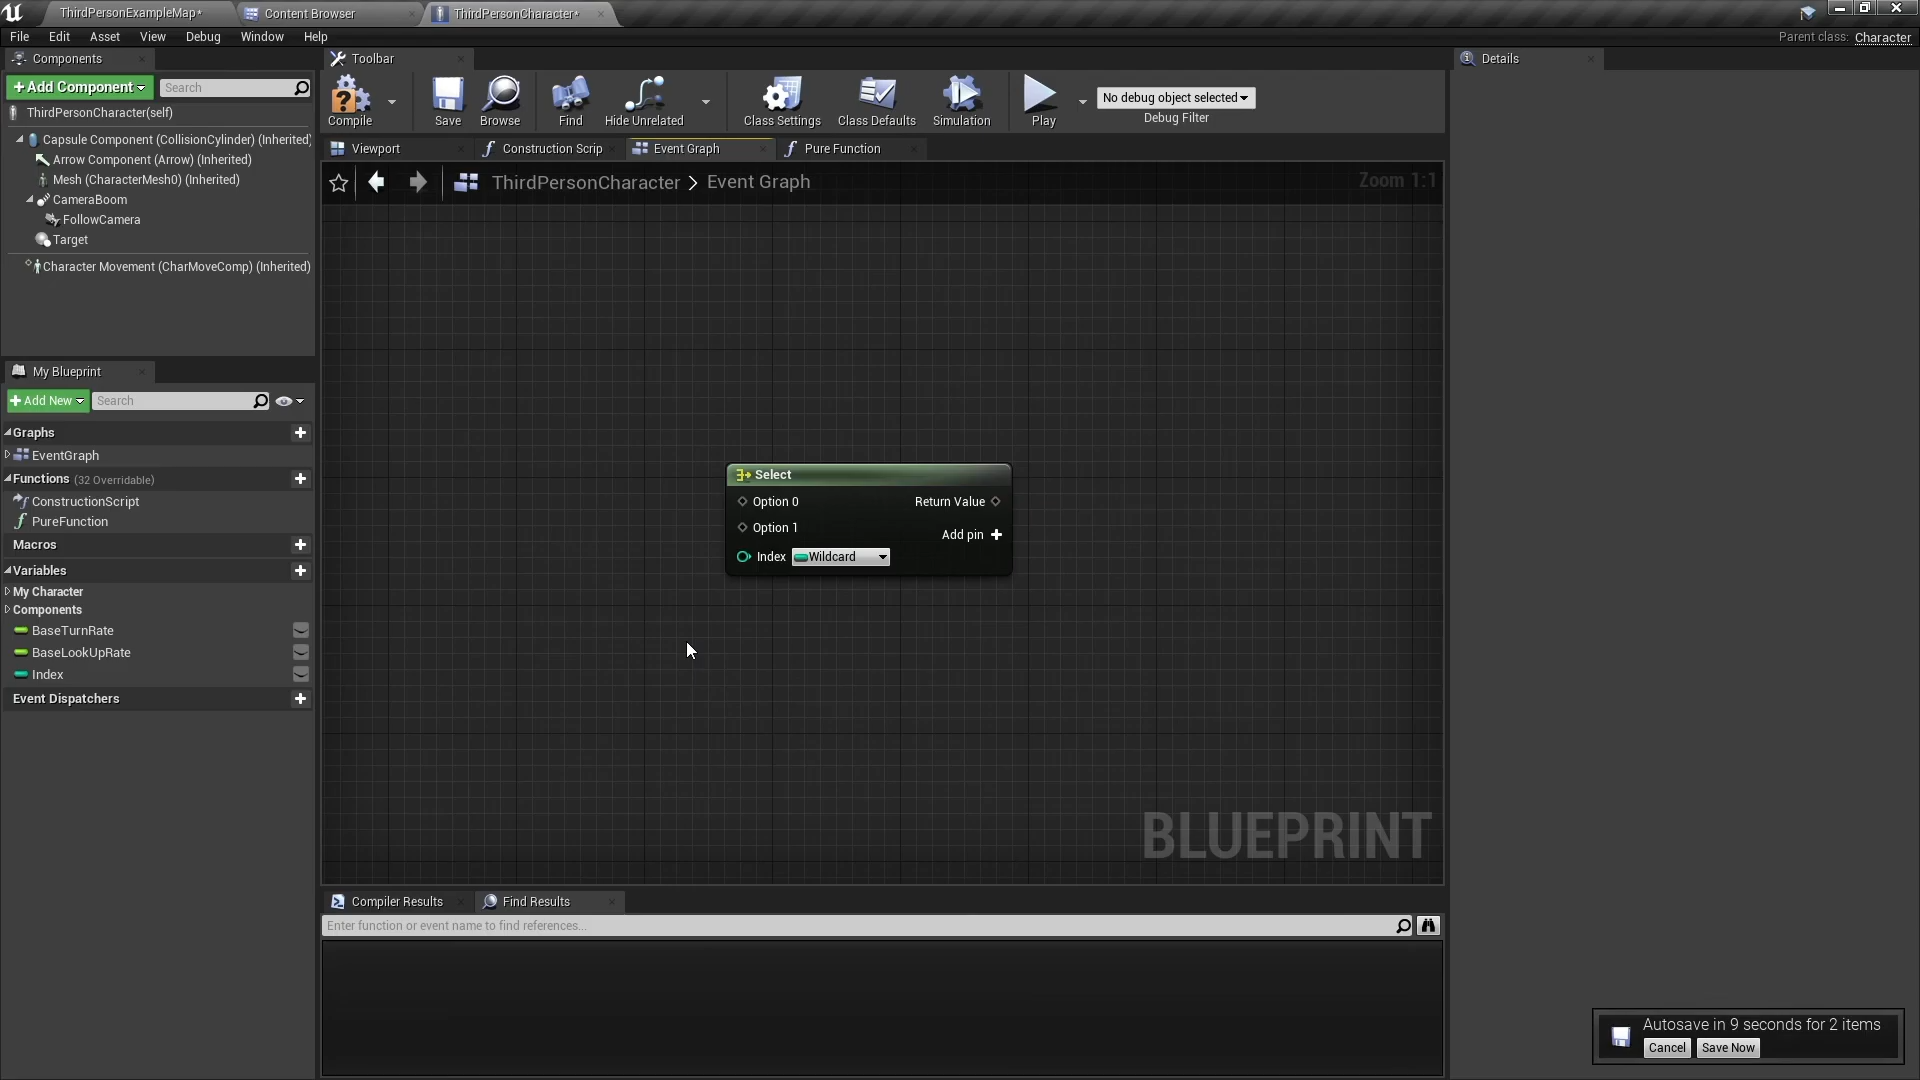 ThirdPersonExampleMap*
Content Browser
ThirdPersonCharacter*
File Edit Asset View Debug Window Help
Parent class: Character
Components
Toolbar
Details
+Add Component
Search
ThirdPersonCharacter(self)
Capsule Component (CollisionCylinder) (Inherited)
Arrow Component (Arrow) (Inherited)
Mesh (CharacterMesh0) (Inherited)
CameraBoom
FollowCamera
Target
Character Movement (CharMoveComp) (Inherited)
Compile
Save
Browse
Find
Hide Unrelated
Class Settings
Class Defaults
Simulation
Play
No debug object selected
Debug Filter
Viewport
Construction Scrip
Event Graph
Pure Function
ThirdPersonCharacter > Event Graph
Zoom 1:1
My Blueprint
+Add New
Search
Graphs
EventGraph
Functions (32 Overridable)
ConstructionScript
PureFunction
Macros
Variables
My Character
Components
BaseTurnRate
BaseLookUpRate
Index
Event Dispatchers
Select
Option 0
Return Value
Option 1
Add pin +
Index
Wildcard
BLUEPRINT
Compiler Results
Find Results
Enter function or event name to find references...
Autosave in 9 seconds for 2 items
Cancel
Save Now